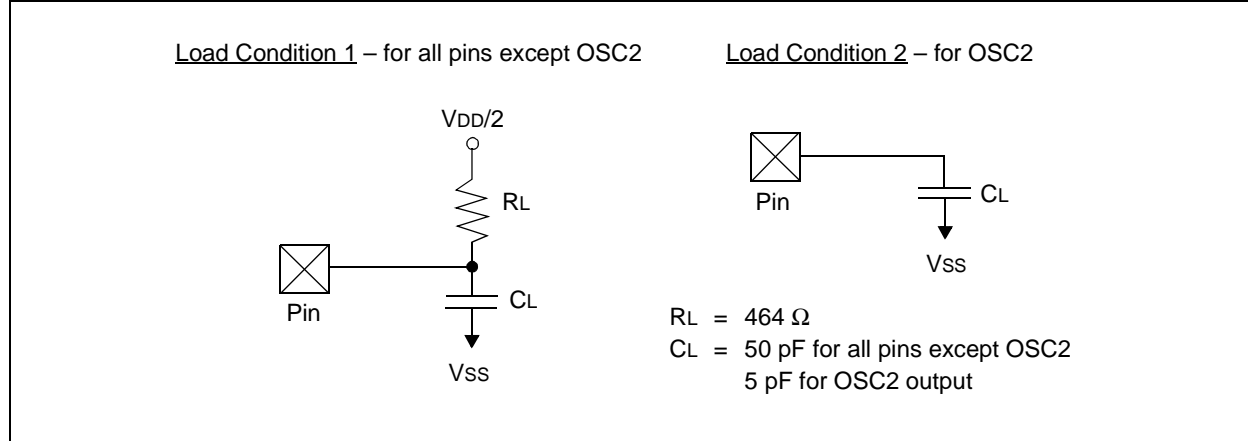 Load Condition 1 – for all pins except OSC2
VDD/2
RL
Pin
CL
VSS
Load Condition 2 – for OSC2
Pin
CL
VSS
RL = 464 Ω
CL = 50 pF for all pins except OSC2
5 pF for OSC2 output